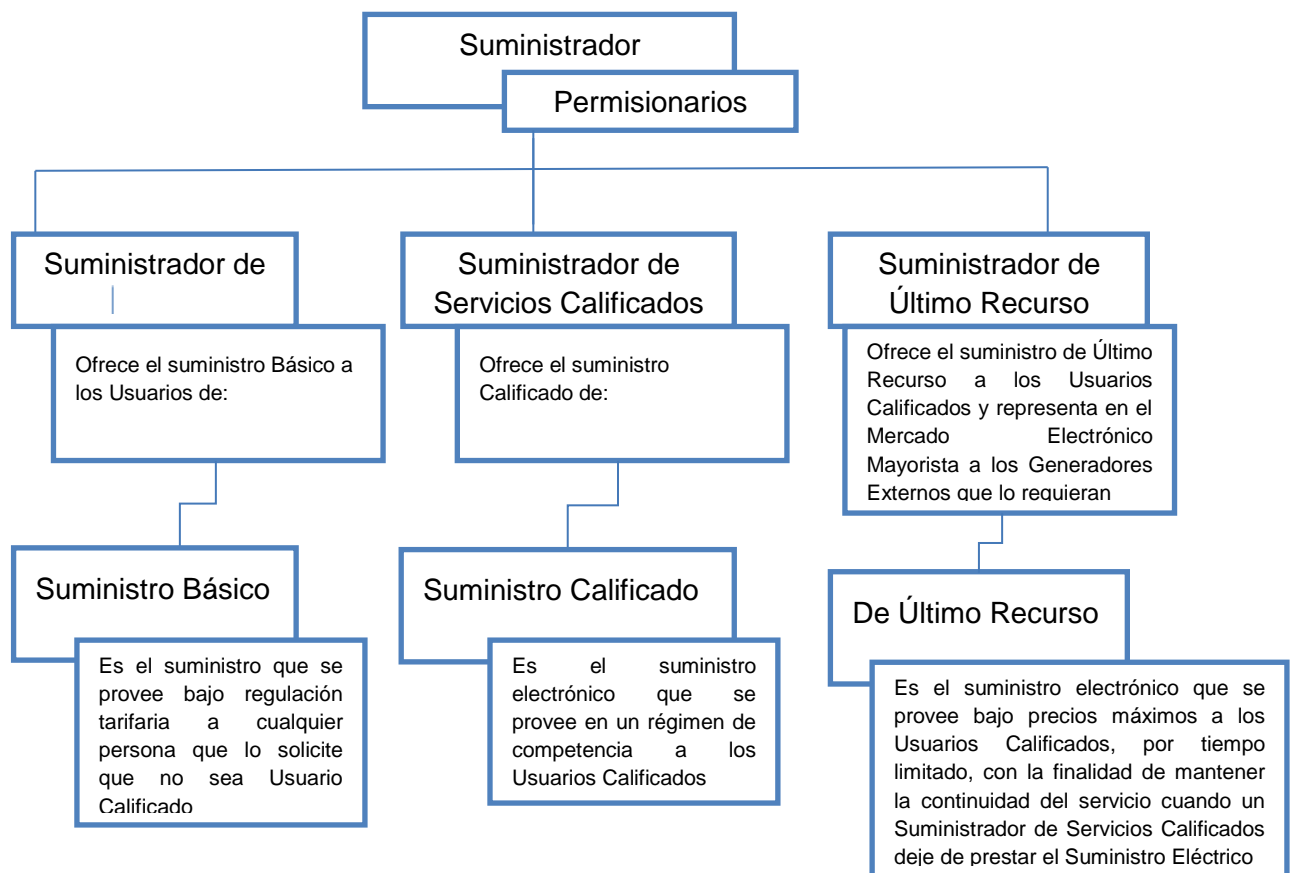 Suministrador
Permisionarios
Suministrador de
Ofrece el suministro Básico a
los Usuarios de:
Suministro Básico
Es el suministro que se
provee bajo regulación
tarifaria a cualquier
persona que lo solicite
que no sea Usuario
Calificado
Suministrador de
Servicios Calificados
Ofrece el suministro
Calificado de:
Suministro Calificado
Es el suministro
electrónico que se
provee en un régimen de
competencia a los
Usuarios Calificados
Suministrador de
Último Recurso
Ofrece el suministro de Último
Recurso a los Usuarios
Calificados y representa en el
Mercado Electrónico
Mayorista a los Generadores
Externos que lo requieran
De Último Recurso
Es el suministro electrónico que se
provee bajo precios máximos a los
Usuarios Calificados, por tiempo
limitado, con la finalidad de mantener
la continuidad del servicio cuando un
Suministrador de Servicios Calificados
deje de prestar el Suministro Eléctrico